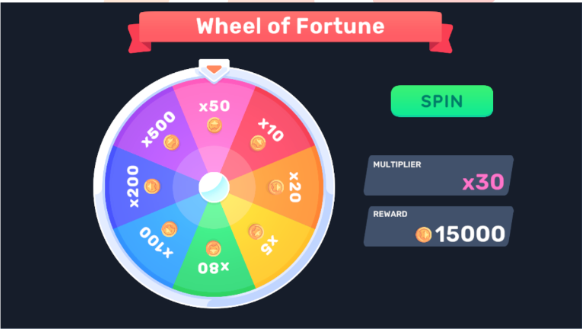 Wheel of Fortune
x50
x10
x20
x5
x80
x100
x200
x500
SPIN
MULTIPLIER
x30
REWARD
15000